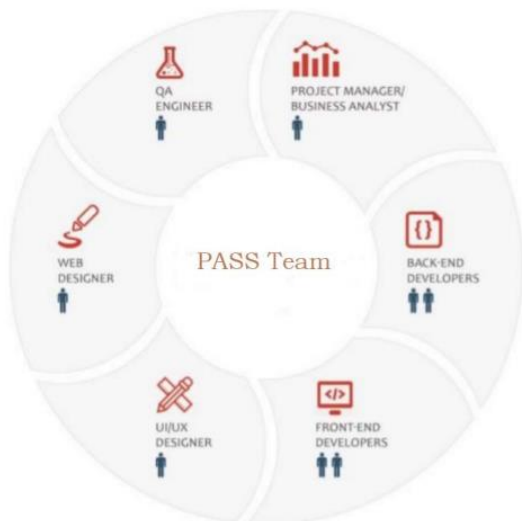 QA
ENGINEER
PROJECT MANAGER/
BUSINESS ANALYST
WEB
DESIGNER
PASS Team
{}
BACK-END
DEVELOPERS
UI/UX
DESIGNER
</>
FRONT-END
DEVELOPERS